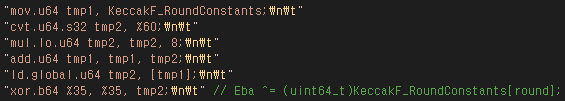 "mov.u64 tmp1, KeccakF_RoundConstants;₩n₩t"
"cvt.u64.s32 tmp2, %60;₩n₩t"
"mul.lo.u64 tmp2, tmp2, 8;₩n₩t"
"add.u64 tmp1, tmp1, tmp2;₩n₩t"
"ld.global.u64 tmp2, [tmp1];₩n₩t"
"xor.b64 %35, %35, tmp2;₩n₩t" // Eba ^= (uint64_t)KeccakF_RoundConstants[round];